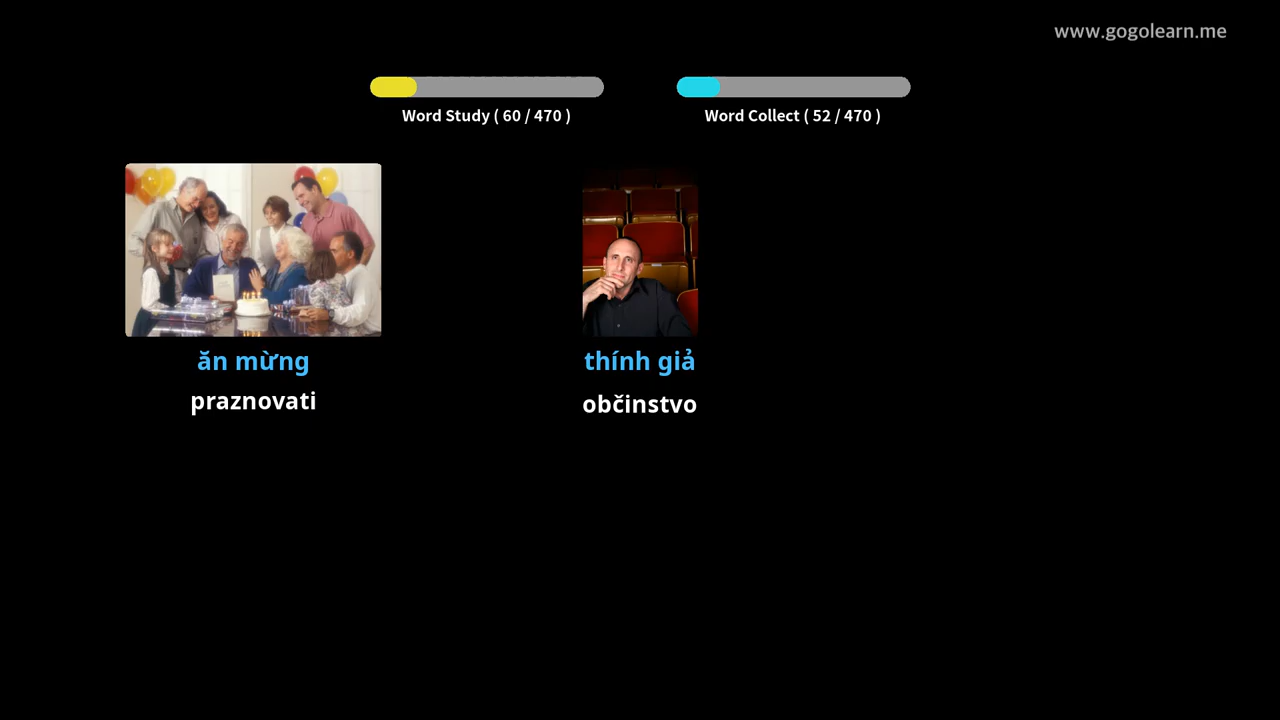 www.gogolearn.me
Word Study ( 60 / 470 )
Word Collect ( 52 / 470 )
ăn mừng
praznovati
thính giả
občinstvo